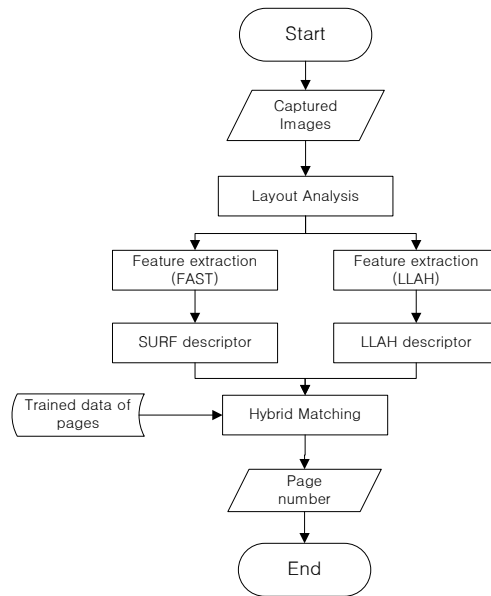 Start
Captured
Images
Layout Analysis
Feature extraction
(FAST)
Feature extraction
(LLAH)
SURF descriptor
LLAH descriptor
Trained data of
pages
Hybrid Matching
Page
number
End